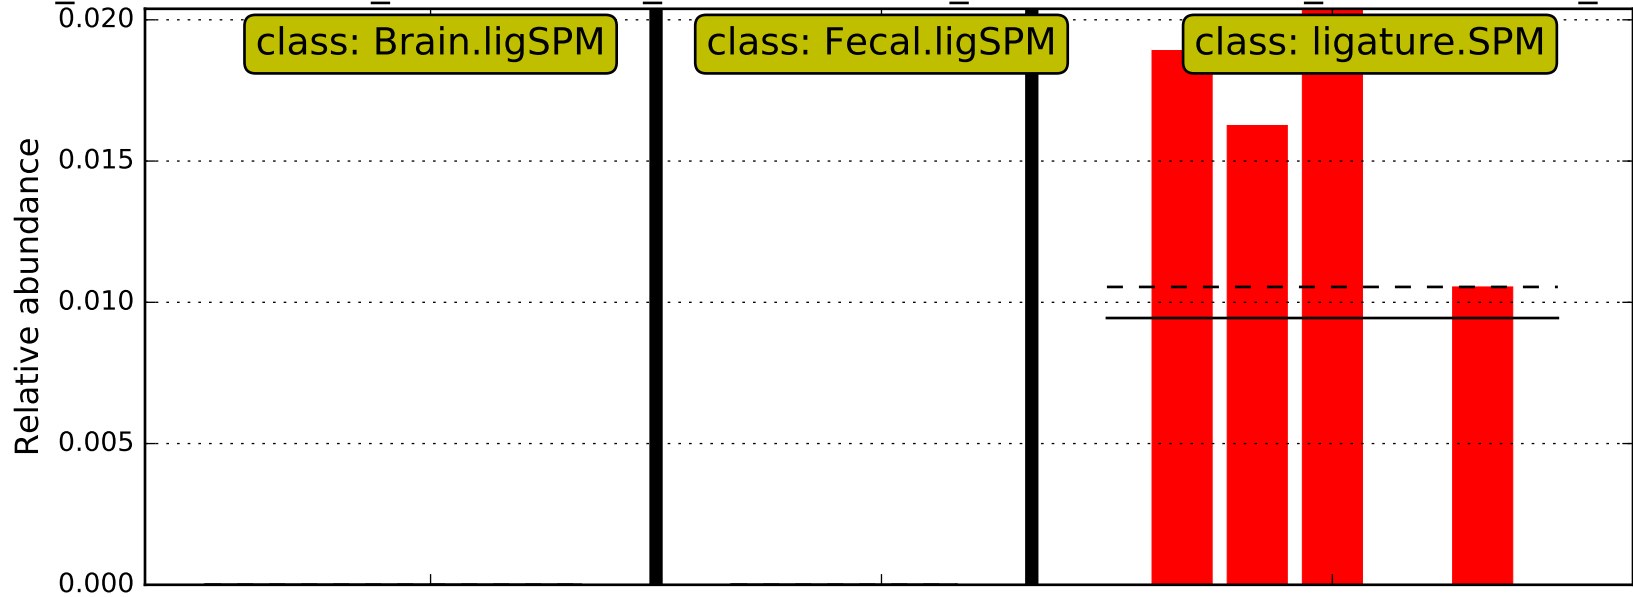 0.020
class: Brain.ligSPM
class: Fecal.ligSPM
class: ligature.SPM
0.015
0.010
0.005
0.000
Relative abundance